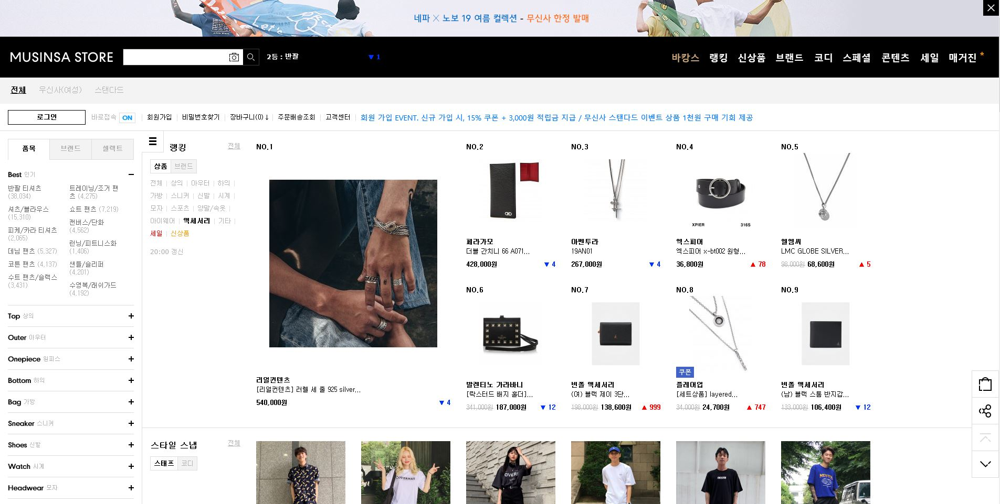 네파 X 노보 19 여름 컬렉션 - 무신사 한정 발매
MUSINSA STORE
2등 : 반팔
▼ 1
바캉스 랭킹 신상품 브랜드 코디 스페셜 콘텐츠 세일 매거진 *
전체 무신사(여성) 스탠다드
로그인
바로접속 ON
회원가입 | 비밀번호찾기 | 장바구니(0)↓ | 주문배송조회 | 고객센터 | 회원 가입 EVENT. 신규 가입 시, 15% 쿠폰 + 3,000원 적립금 지급 / 무신사 스탠다드 이벤트 상품 1천원 구매 기회 제공
품목 브랜드 셀렉트
Best 인기
반팔 티셔츠
(38,034)
셔츠/블라우스
(15,310)
피케/카라 티셔츠
(2,065)
데님 팬츠 (5,327)
코튼 팬츠 (4,137)
수트 팬츠/슬랙스
(3,431)
트레이닝/조거 팬
츠 (4,275)
쇼트 팬츠 (7,219)
캔버스/단화
(4,562)
런닝/피트니스화
(1,406)
샌들/슬리퍼
(4,201)
수영복/래쉬가드
(4,192)
Top 상의
Outer 아우터
Onepiece 원피스
Bottom 하의
Bag 가방
Sneaker 스니커
Shoes 신발
Watch 시계
Headwear 모자
랭킹
전체
상품 브랜드
전체 | 상의 | 아우터 | 하의 |
가방 | 스니커 | 신발 | 시계 |
모자 | 스포츠 | 양말/속옷 |
아이웨어 | 액세서리 | 기타 |
세일 | 신상품
20:00 갱신
NO.1
리얼컨텐츠
[리얼컨텐츠] 러렐 세 줄 925 silver...
540,000원 ▼ 4
NO.2
페라가모
더블 간치니 66 A071...
428,000원 ▼ 4
NO.3
아벤투라
19AN01
267,000원 ▼ 4
NO.4
XPIER 316S
엑스피어
엑스피어 x-bt002 원형...
36,800원 ▲ 78
NO.5
엘엠씨
LMC GLOBE SILVER...
98,000원 68,600원 ▲ 5
NO.6
발렌티노 가라바니
[락스터드 배지 홀더]...
341,000원 187,000원 ▼ 12
NO.7
빈폴 액세서리
(여) 블랙 제이 3단...
198,000원 138,600원 ▲ 999
NO.8
쿠폰
플레어업
[세트상품] layered...
34,000원 24,700원 ▲ 747
NO.9
빈폴 액세서리
(남) 블랙 스톰 반지갑...
133,000원 106,400원 ▼ 12
스타일 스냅
전체
스태프 코디
COVERNAT
OVER
MEISTER